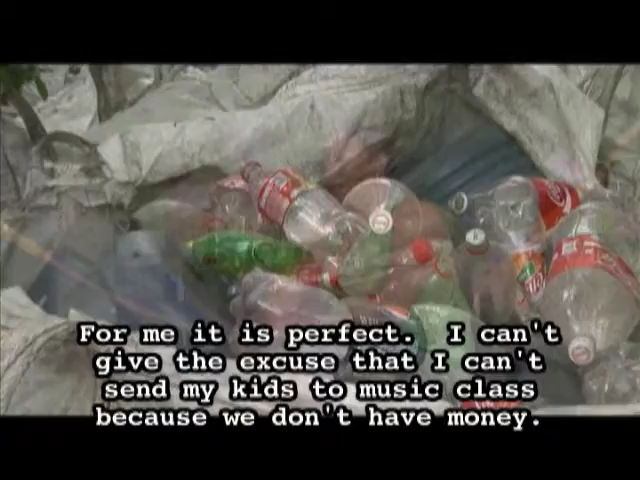 For me it is perfect.  I can't
give the excuse that I can't
send my kids to music class
because we don't have money.